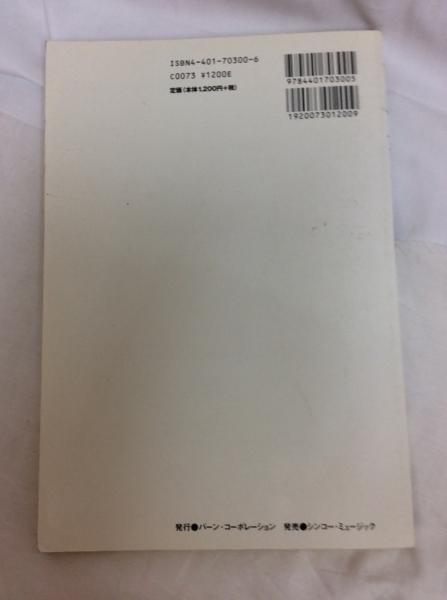 ISBN4-401-70300-6
C0073 ¥1200E
定価(本体1,200円+税)
9784401703005
1920073012009
発行●バーン・コーポレーション 発売●シンコー・ミュージック